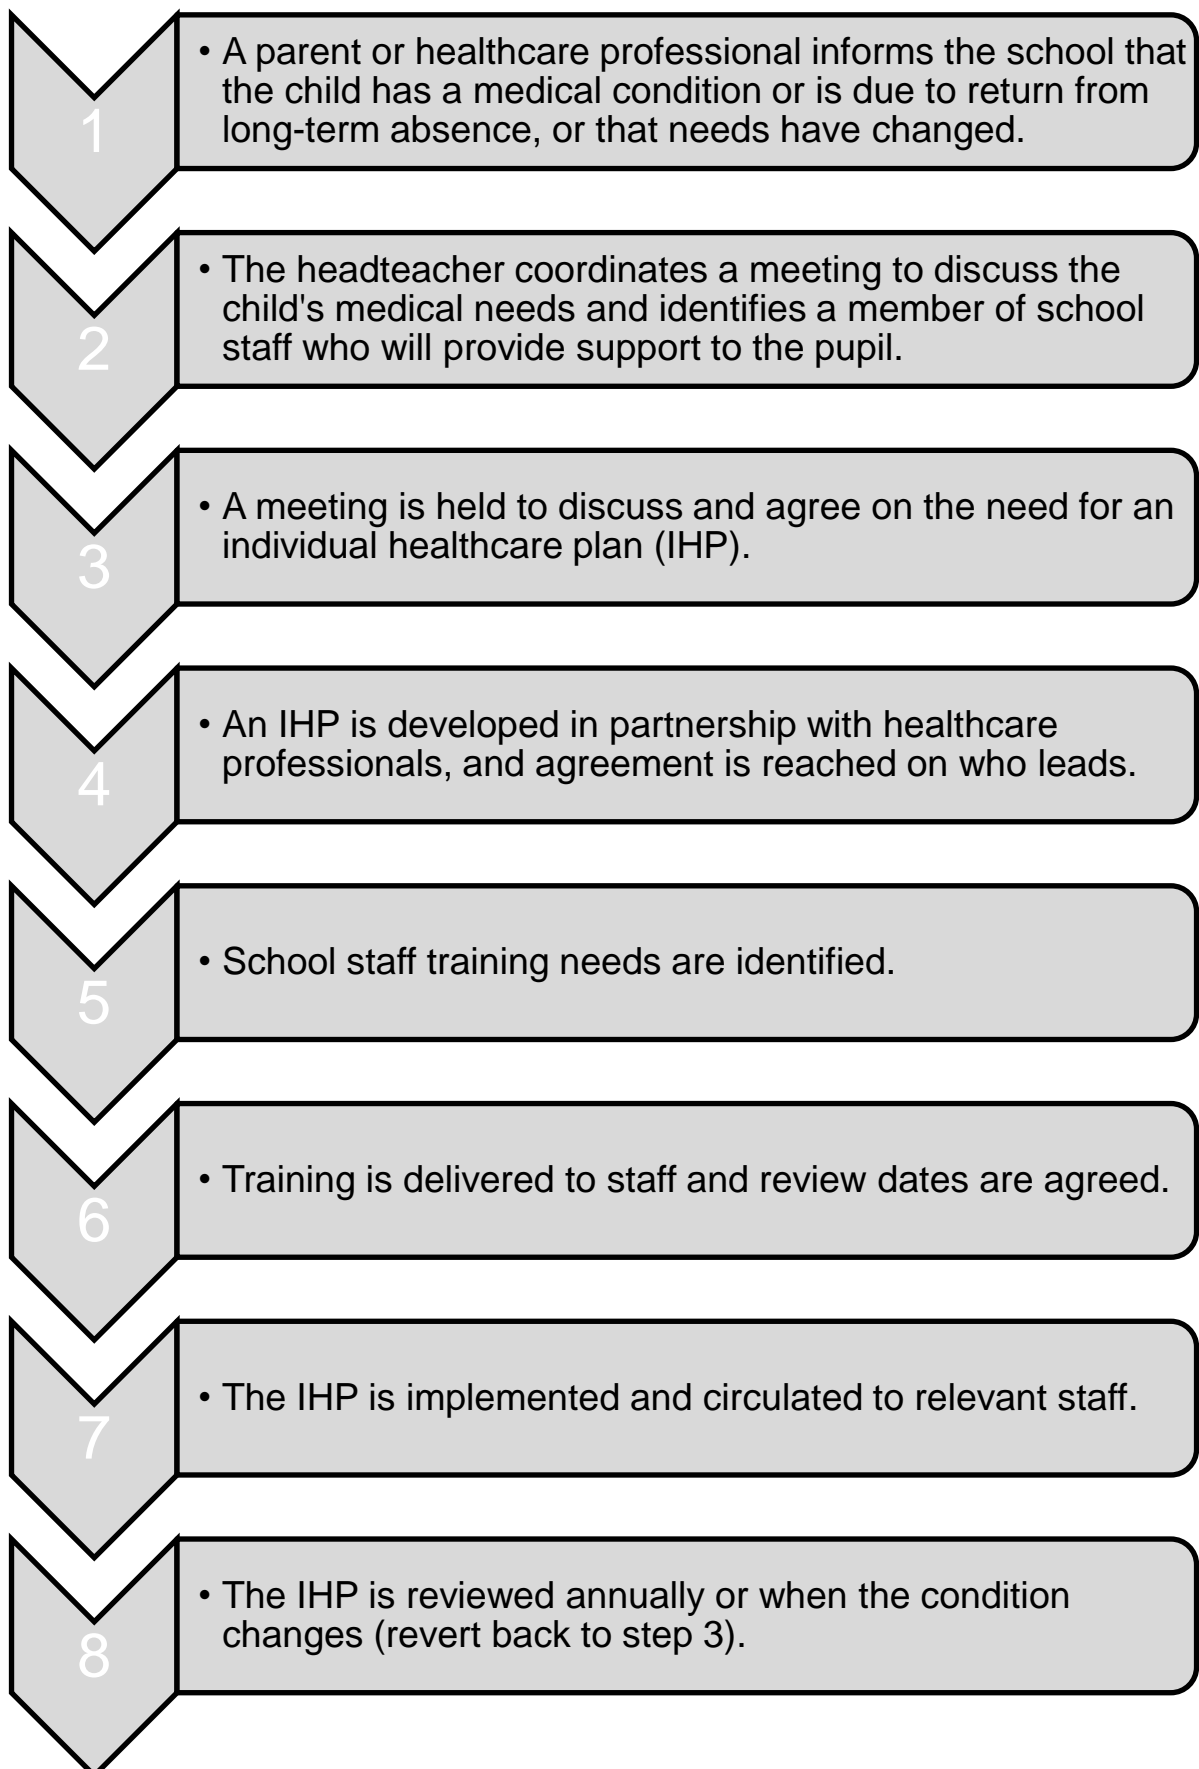 1
• A parent or healthcare professional informs the school that
the child has a medical condition or is due to return from
long-term absence, or that needs have changed.
2
• The headteacher coordinates a meeting to discuss the
child's medical needs and identifies a member of school
staff who will provide support to the pupil.
3
• A meeting is held to discuss and agree on the need for an
individual healthcare plan (IHP).
4
• An IHP is developed in partnership with healthcare
professionals, and agreement is reached on who leads.
5
• School staff training needs are identified.
6
• Training is delivered to staff and review dates are agreed.
7
• The IHP is implemented and circulated to relevant staff.
8
• The IHP is reviewed annually or when the condition
changes (revert back to step 3).